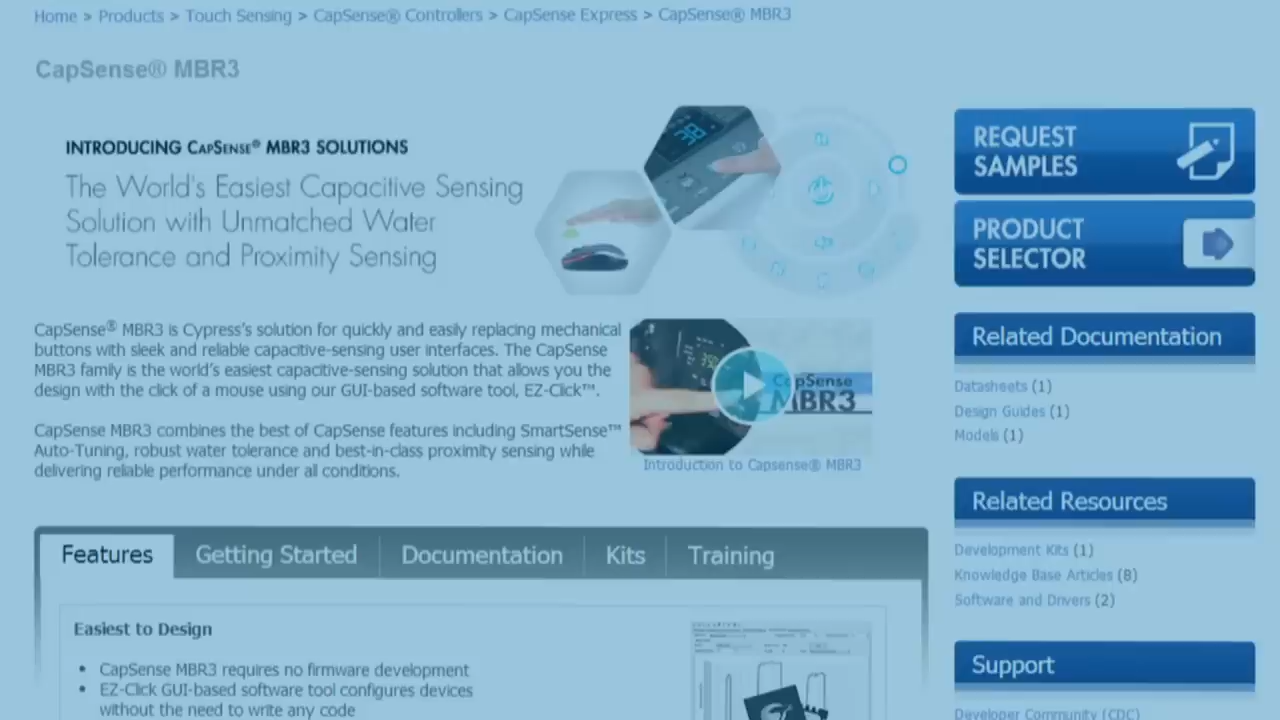 Home > Products > Touch Sensing > CapSense® Controllers > CapSense Express > CapSense® MBR3
CapSense® MBR3
INTRODUCING CAPSENSE® MBR3 SOLUTIONS
The World's Easiest Capacitive Sensing
Solution with Unmatched Water
Tolerance and Proximity Sensing
CapSense® MBR3 is Cypress's solution for quickly and easily replacing mechanical
buttons with sleek and reliable capacitive-sensing user interfaces. The CapSense
MBR3 family is the world's easiest capacitive-sensing solution that allows you the
design with the click of a mouse using our GUI-based software tool, EZ-Click™.
CapSense MBR3 combines the best of CapSense features including SmartSense™
Auto-Tuning, robust water tolerance and best-in-class proximity sensing while
delivering reliable performance under all conditions.
CapSense
MBR3
Introduction to Capsense® MBR3
Features
Getting Started
Documentation
Kits
Training
Easiest to Design
• CapSense MBR3 requires no firmware development
• EZ-Click GUI-based software tool configures devices
without the need to write any code
REQUEST
SAMPLES
PRODUCT
SELECTOR
Related Documentation
Datasheets (1)
Design Guides (1)
Models (1)
Related Resources
Development Kits (1)
Knowledge Base Articles (8)
Software and Drivers (2)
Support
Developer Community (CDC)